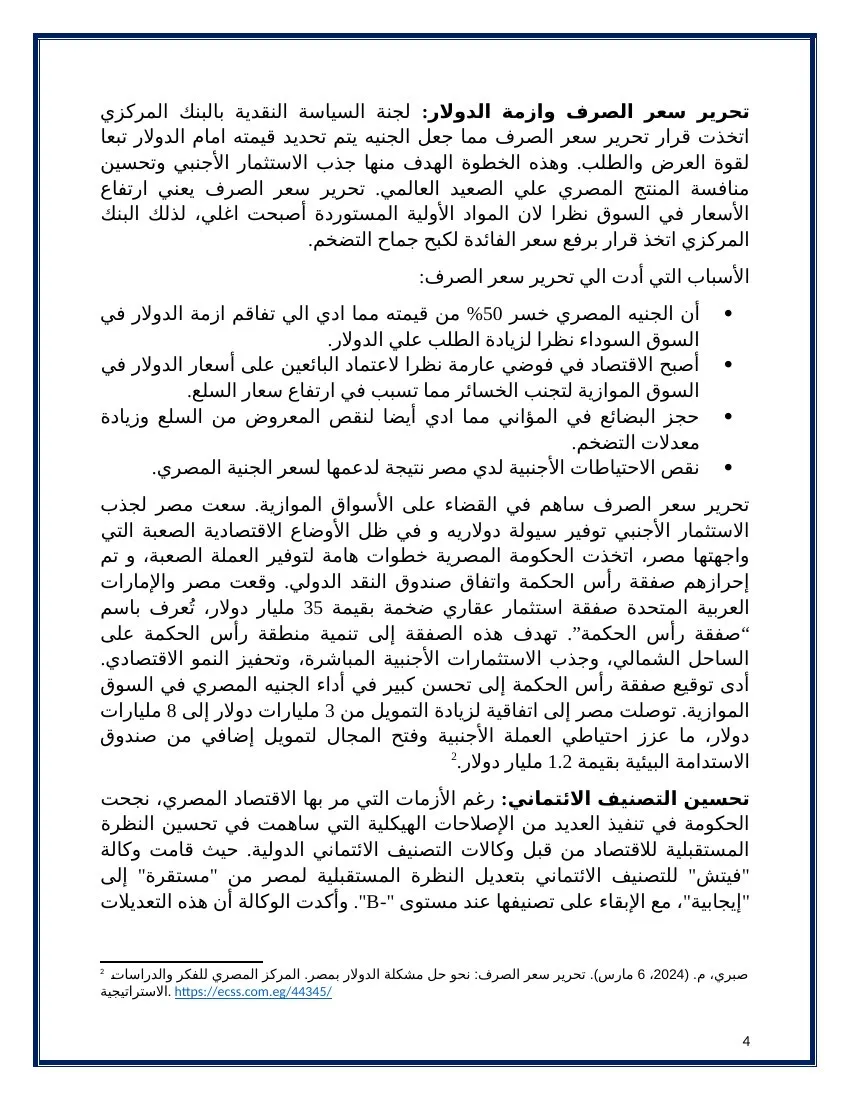 تحرير سعر الصرف وازمة الدولار: لجنة السياسة النقدية بالبنك المركزي
اتخذت قرار تحرير سعر الصرف مما جعل الجنيه يتم تحديد قيمته امام الدولار تبعا
لقوة العرض والطلب. وهذه الخطوة الهدف منها جذب الاستثمار الأجنبي وتحسين
منافسة المنتج المصري علي الصعيد العالمي. تحرير سعر الصرف يعني ارتفاع
الأسعار في السوق نظرا لان المواد الأولية المستوردة أصبحت اغلي، لذلك البنك
المركزي اتخذ قرار برفع سعر الفائدة لكبح جماح التضخم.
الأسباب التي أدت الي تحرير سعر الصرف:
• أن الجنيه المصري خسر 50% من قيمته مما ادي الي تفاقم ازمة الدولار في
السوق السوداء نظرا لزيادة الطلب علي الدولار.
• أصبح الاقتصاد في فوضي عارمة نظرا لاعتماد البائعين على أسعار الدولار في
السوق الموازية لتجنب الخسائر مما تسبب في ارتفاع سعار السلع.
• حجز البضائع في المؤاني مما ادي أيضا لنقص المعروض من السلع وزيادة
معدلات التضخم.
• نقص الاحتياطات الأجنبية لدي مصر نتيجة لدعمها لسعر الجنية المصري.
تحرير سعر الصرف ساهم في القضاء على الأسواق الموازية. سعت مصر لجذب
الاستثمار الأجنبي توفير سيولة دولاريه و في ظل الأوضاع الاقتصادية الصعبة التي
واجهتها مصر، اتخذت الحكومة المصرية خطوات هامة لتوفير العملة الصعبة، و تم
إحرازهم صفقة رأس الحكمة واتفاق صندوق النقد الدولي. وقعت مصر والإمارات
العربية المتحدة صفقة استثمار عقاري ضخمة بقيمة 35 مليار دولار، تُعرف باسم
“صفقة رأس الحكمة”. تهدف هذه الصفقة إلى تنمية منطقة رأس الحكمة على
الساحل الشمالي، وجذب الاستثمارات الأجنبية المباشرة، وتحفيز النمو الاقتصادي.
أدى توقيع صفقة رأس الحكمة إلى تحسن كبير في أداء الجنيه المصري في السوق
الموازية. توصلت مصر إلى اتفاقية لزيادة التمويل من 3 مليارات دولار إلى 8 مليارات
دولار، ما عزز احتياطي العملة الأجنبية وفتح المجال لتمويل إضافي من صندوق
الاستدامة البيئية بقيمة 1.2 مليار دولار.2
تحسين التصنيف الائتماني: رغم الأزمات التي مر بها الاقتصاد المصري، نجحت
الحكومة في تنفيذ العديد من الإصلاحات الهيكلية التي ساهمت في تحسين النظرة
المستقبلية للاقتصاد من قبل وكالات التصنيف الائتماني الدولية. حيث قامت وكالة
"فيتش" للتصنيف الائتماني بتعديل النظرة المستقبلية لمصر من "مستقرة" إلى
"إيجابية"، مع الإبقاء على تصنيفها عند مستوى "-B". وأكدت الوكالة أن هذه التعديلات
2 صبري، م. (2024، 6 مارس). تحرير سعر الصرف: نحو حل مشكلة الدولار بمصر. المركز المصري للفكر والدراسات
الاستراتيجية. https://ecss.com.eg/44345/
4